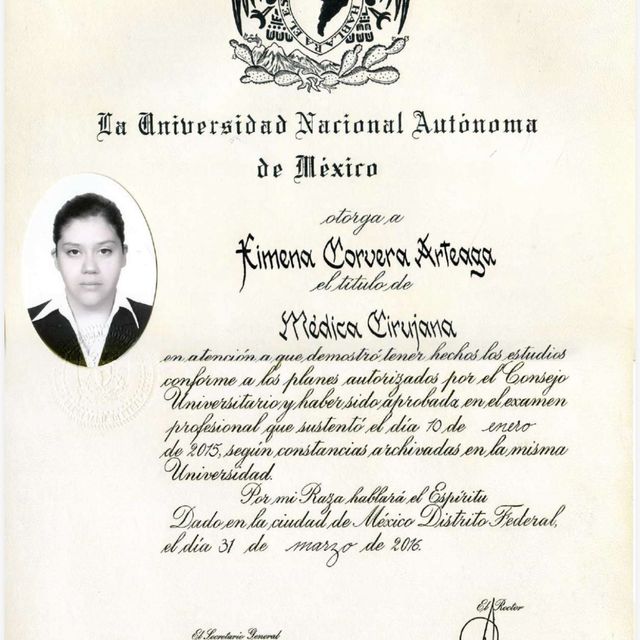 HABLARA EL ES
La Universidad Nacional Autónoma
de México
otorga a
Ximena Corvera Arteaga
el título de
Médica Cirujana
en atención a que demostró tener hechos los estudios
conforme a los planes autorizados por el Consejo
Universitario y haber sido aprobada en el examen
profesional que sustentó el día 10 de enero
de 2015, según constancias archivadas en la misma
Universidad.
Por mi Raza hablará el Espíritu
Dado en la ciudad de México Distrito Federal,
el día 31 de marzo de 2016.
El Rector
El Secretario General